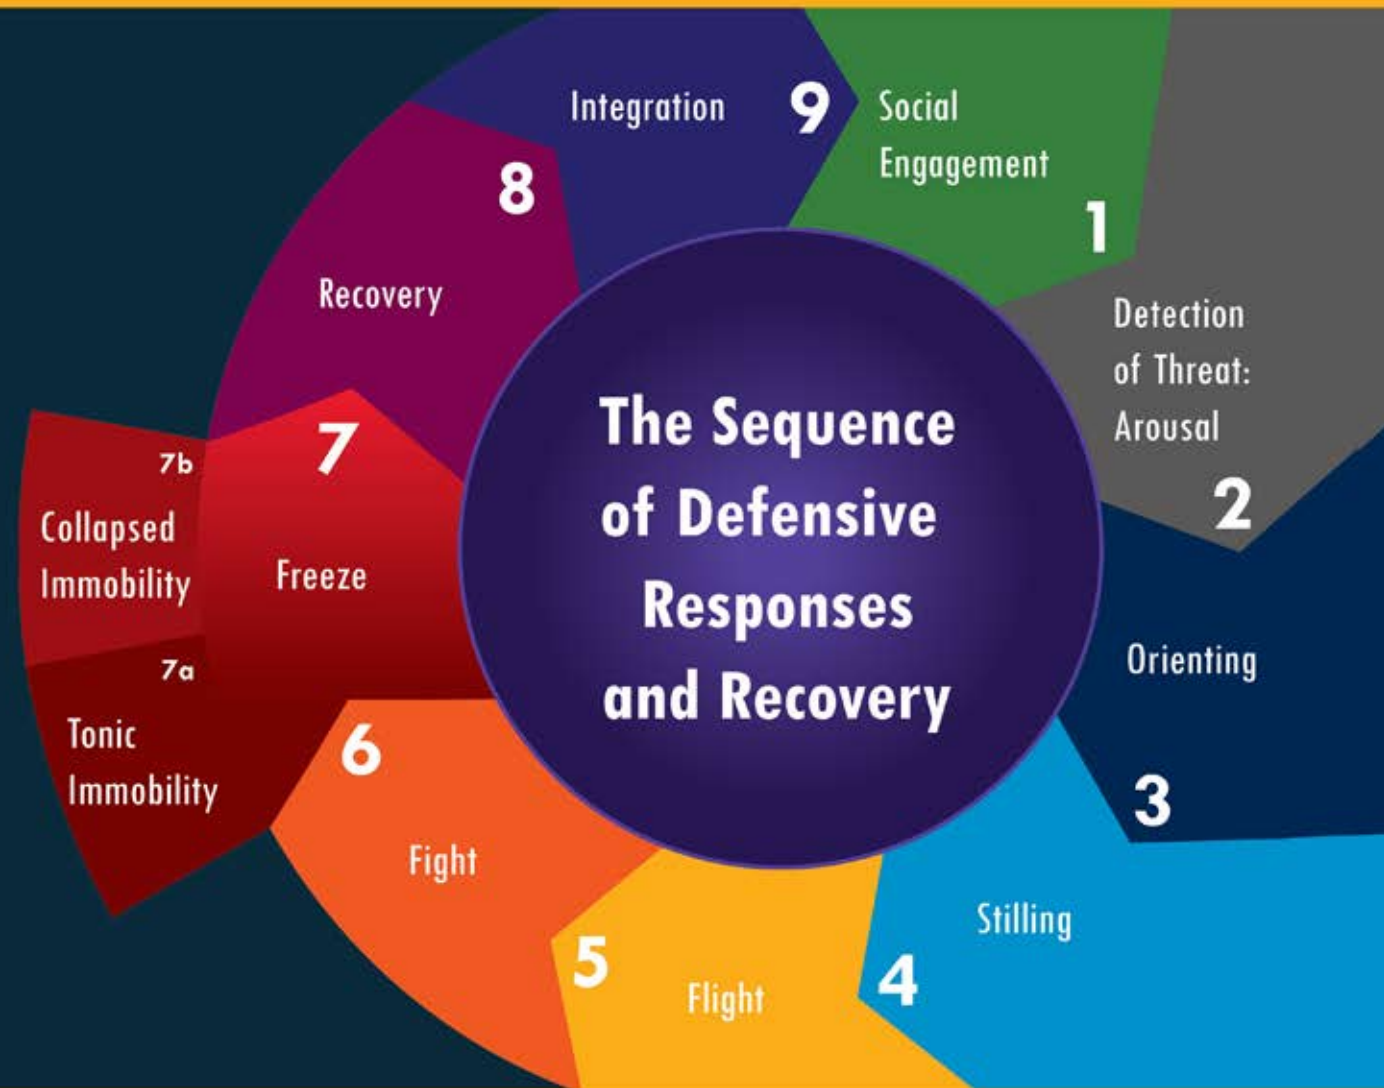 The Sequence
of Defensive
Responses
and Recovery
Social
Engagement
1
Detection
of Threat:
Arousal
2
Orienting
3
Stilling
4
Flight
5
Fight
6
Freeze
7
7a
Tonic
Immobility
7b
Collapsed
Immobility
Recovery
8
Integration
9